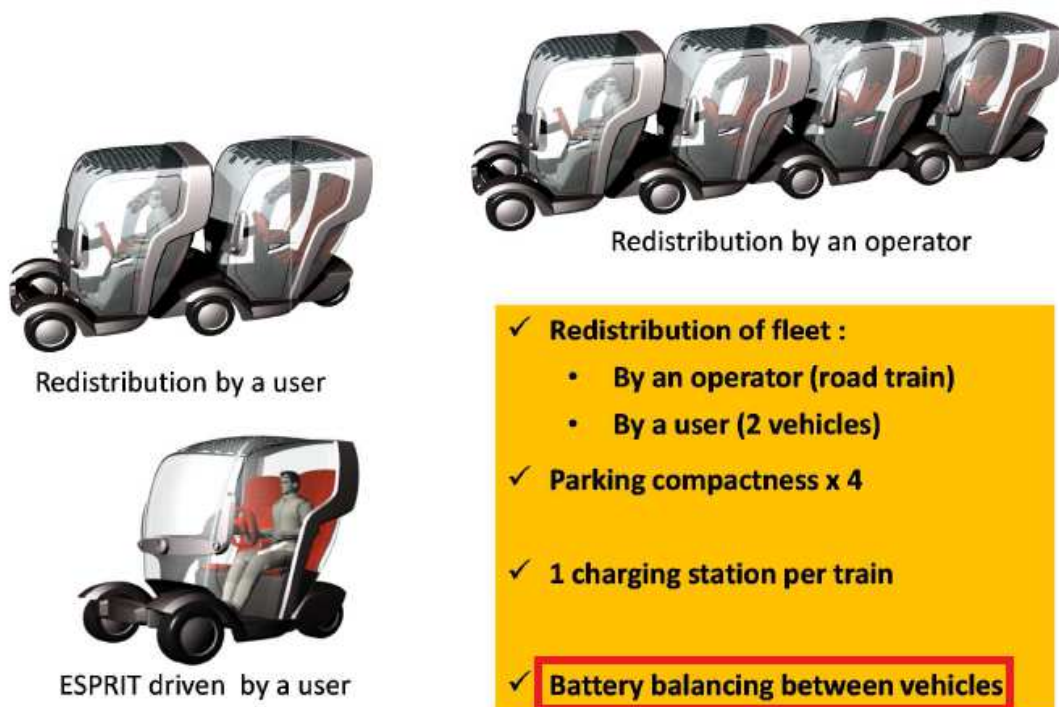 Redistribution by an operator
Redistribution by a user
ESPRIT driven by a user
✓ Redistribution of fleet :
• By an operator (road train)
• By a user (2 vehicles)
✓ Parking compactness x 4
✓ 1 charging station per train
✓ Battery balancing between vehicles